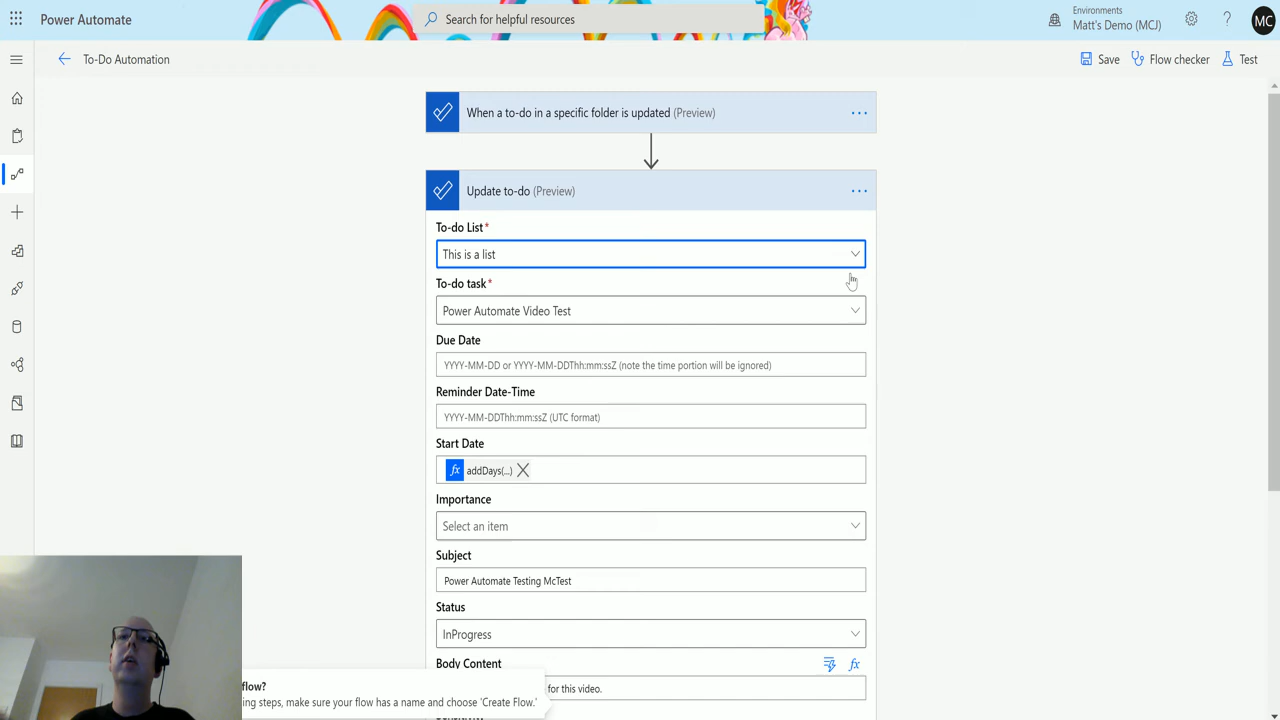 Power Automate
Search for helpful resources
Environments
Matt's Demo (MCJ)
?
MC
To-Do Automation
Save
Flow checker
Test
When a to-do in a specific folder is updated (Preview)
...
Update to-do (Preview)
...
To-do List*
This is a list
To-do task*
Power Automate Video Test
Due Date
YYYY-MM-DD or YYYY-MM-DDThh:mm:ssZ (note the time portion will be ignored)
Reminder Date-Time
YYYY-MM-DDThh:mm:ssZ (UTC format)
Start Date
fx addDays(...)
Importance
Select an item
Subject
Power Automate Testing McTest
Status
InProgress
Body Content
fx
flow?
for this video.
ing steps, make sure your flow has a name and choose 'Create Flow.'